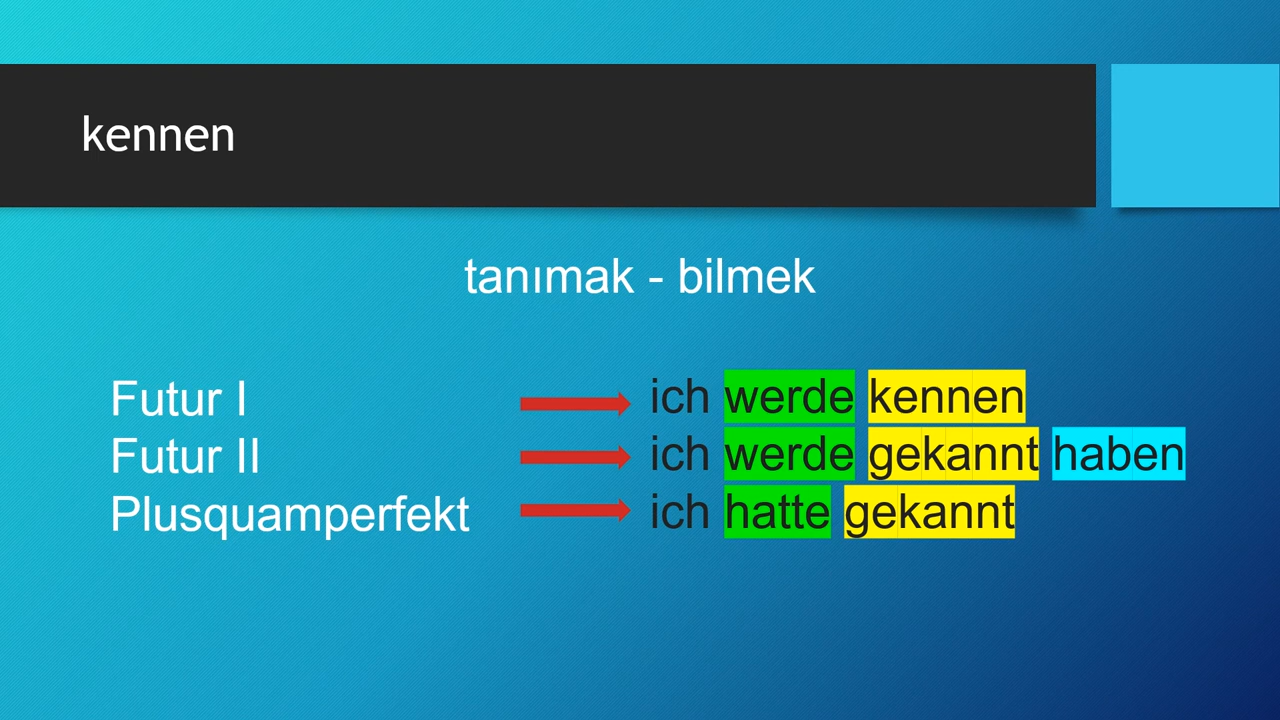 kennen
tanımak - bilmek
Futur I ich werde kennen
Futur II ich werde gekannt haben
Plusquamperfekt ich hatte gekannt